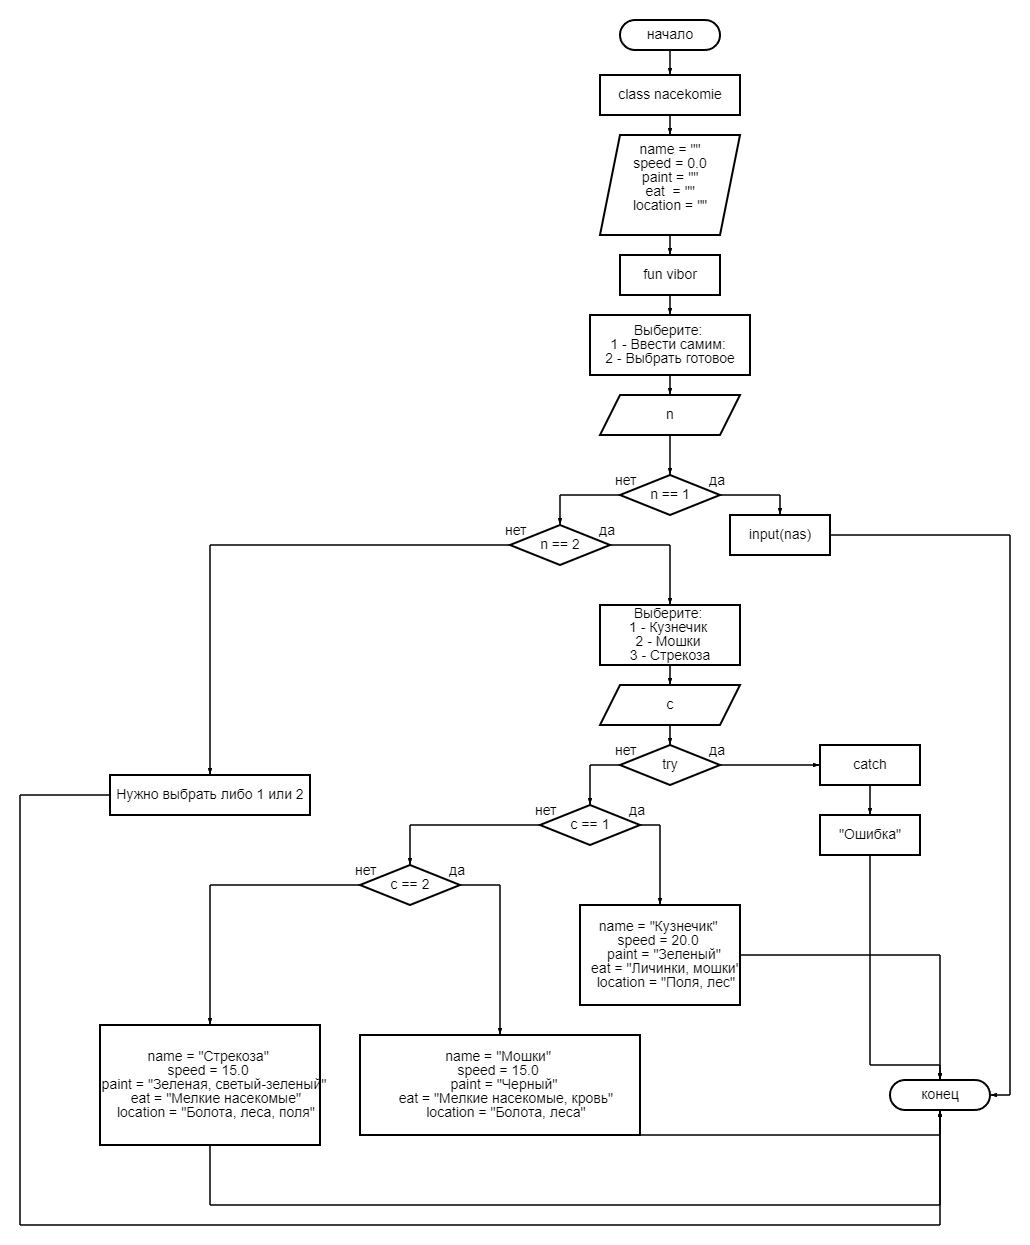 начало
class nacekomie
name = ""
speed = 0.0
paint = ""
eat  = ""
location = ""
fun vibor
Выберите:
1 - Ввести самим:
2 - Выбрать готовое
n
нет
n == 1
да
нет
n == 2
да
input(nas)
Выберите:
1 - Кузнечик
2 - Мошки
3 - Стрекоза
c
нет
try
да
catch
Нужно выбрать либо 1 или 2
нет
c == 1
да
"Ошибка"
нет
c == 2
да
name = "Кузнечик"
speed = 20.0
paint = "Зеленый"
eat = "Личинки, мошки"
location = "Поля, лес"
name = "Стрекоза"
speed = 15.0
paint = "Зеленая, светый-зеленый"
eat = "Мелкие насекомые"
location = "Болота, леса, поля"
name = "Мошки"
speed = 15.0
paint = "Черный"
eat = "Мелкие насекомые, кровь"
location = "Болота, леса"
конец